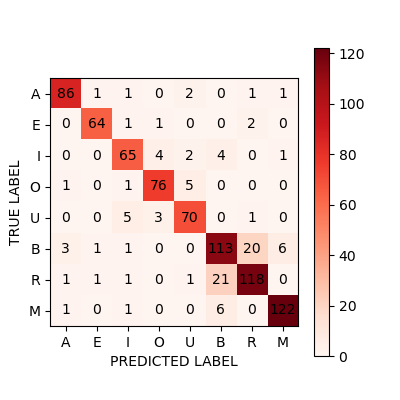 A 86 1 1 0 2 0 1 1
E 0 64 1 1 0 0 2 0
I 0 0 65 4 2 4 0 1
O 1 0 1 76 5 0 0 0
U 0 0 5 3 70 0 1 0
B 3 1 1 0 0 113 20 6
R 1 1 1 0 1 21 118 0
M 1 0 1 0 0 6 0 122
A E I O U B R M
PREDICTED LABEL
TRUE LABEL
120
100
80
60
40
20
0